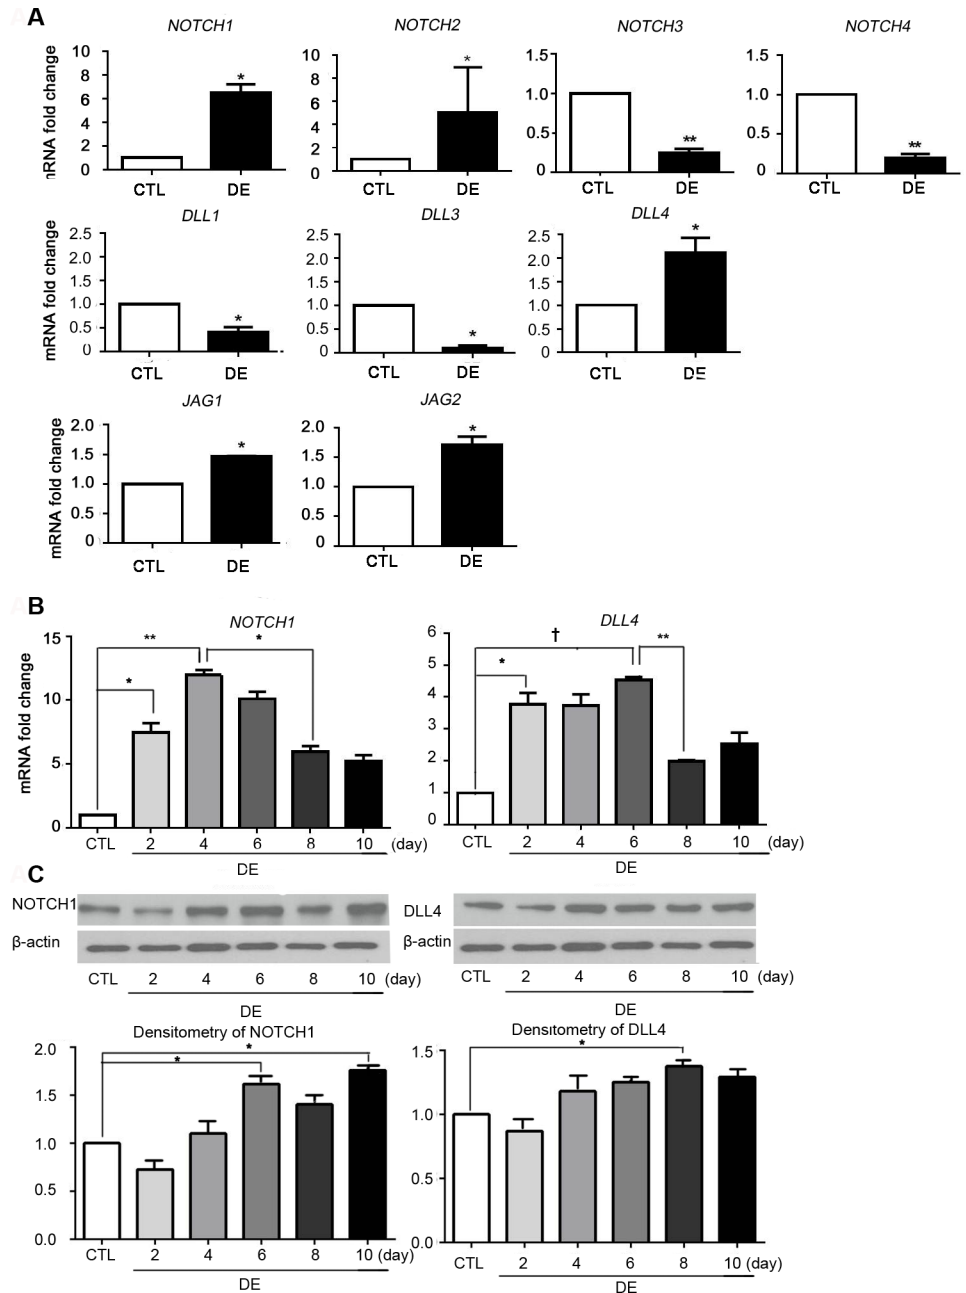 A
NOTCH1 NOTCH2 NOTCH3 NOTCH4
mRNA fold change
10 8 6 4 2 0
*
CTL DE
10 8 6 4 2 0
*
CTL DE
1.5 1.0 0.5 0
**
CTL DE
1.5 1.0 0.5 0
**
CTL DE
DLL1 DLL3 DLL4
mRNA fold change
2.5 2.0 1.5 1.0 0.5 0
*
CTL DE
2.5 2.0 1.5 1.0 0.5 0
*
CTL DE
2.5 2.0 1.5 1.0 0.5 0
*
CTL DE
JAG1 JAG2
mRNA fold change
2.0 1.5 1.0 0.5 0
*
CTL DE
2.0 1.5 1.0 0.5 0
*
CTL DE
B
NOTCH1
mRNA fold change
15 10 5 0
** * *
CTL 2 4 6 8 10 (day)
DE
DLL4
6 5 4 3 2 1 0
† ** *
CTL 2 4 6 8 10 (day)
DE
C
NOTCH1
β-actin
CTL 2 4 6 8 10 (day)
DE
DLL4
β-actin
CTL 2 4 6 8 10 (day)
DE
Densitometry of NOTCH1
2.0 1.5 1.0 0.5 0.0
* *
CTL 2 4 6 8 10 (day)
DE
Densitometry of DLL4
1.5 1.0 0.5 0.0
*
CTL 2 4 6 8 10 (day)
DE